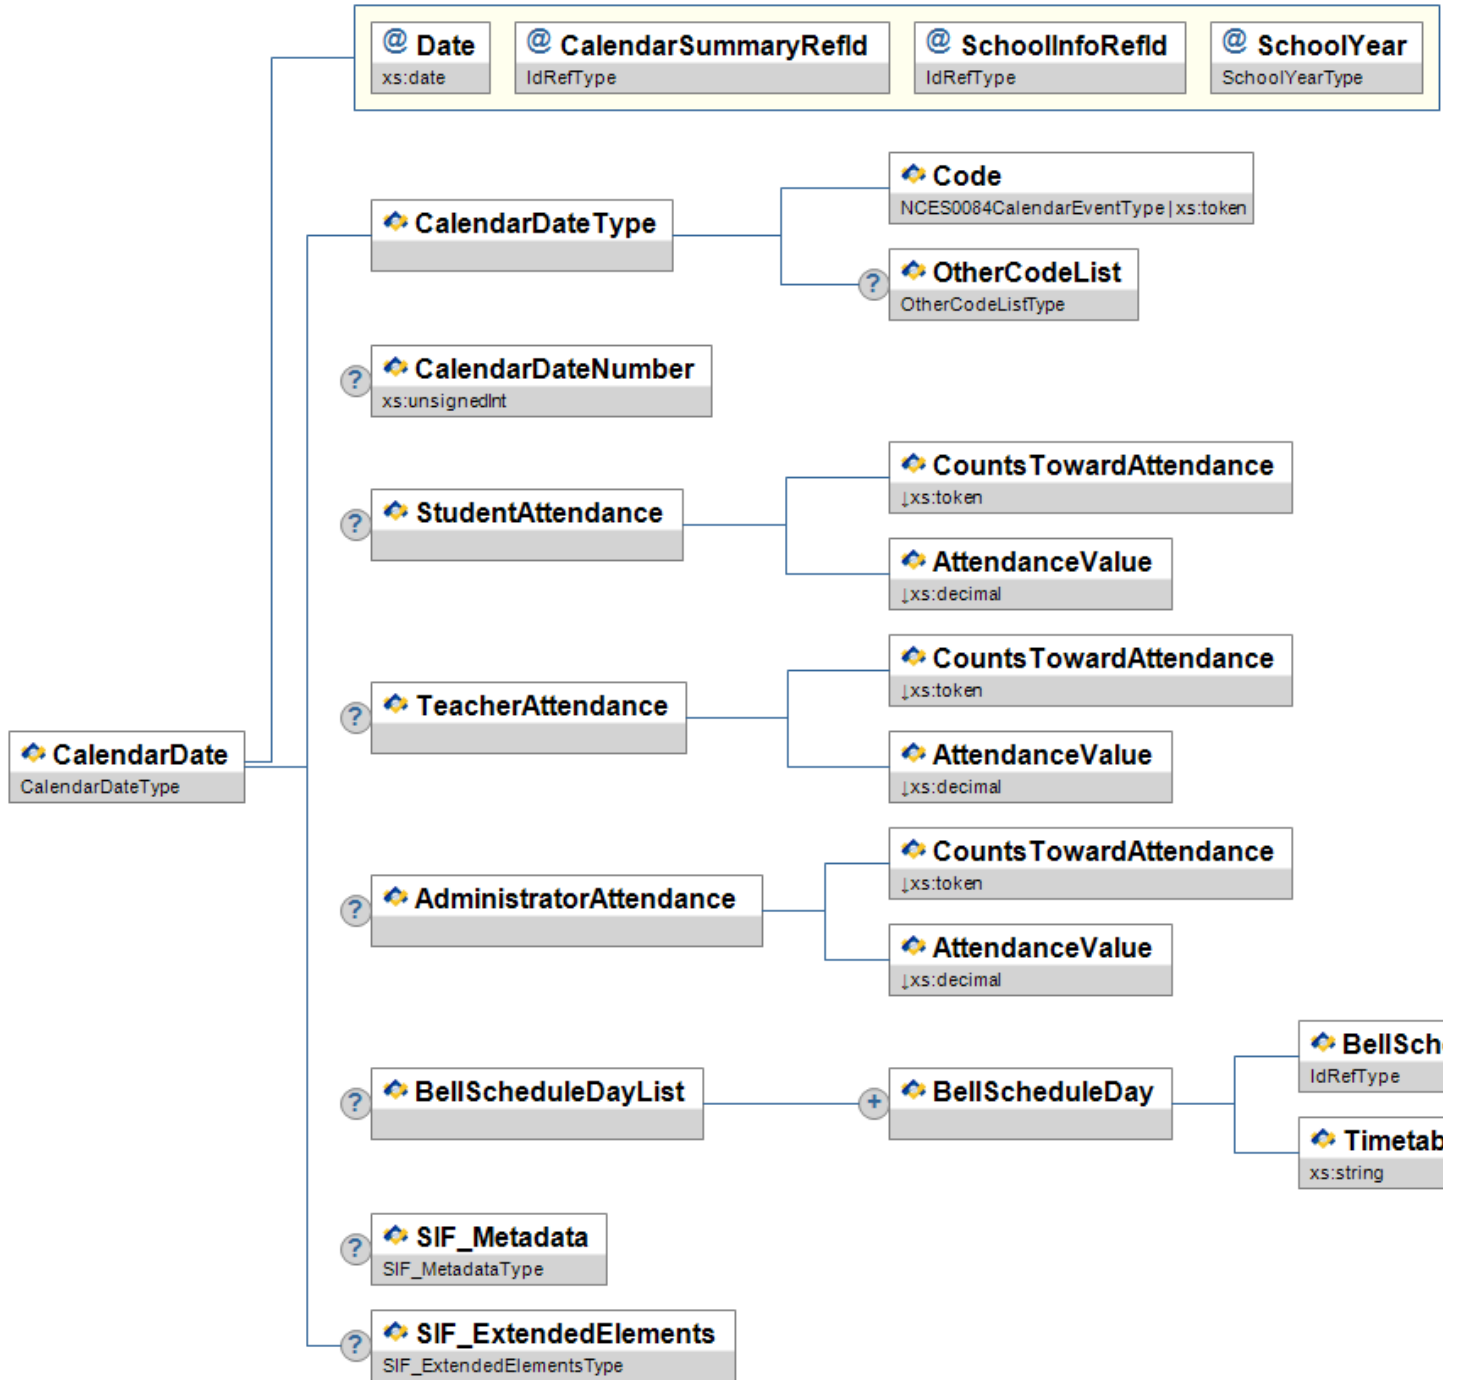 @ Date
xs:date
@ CalendarSummaryRefId
IdRefType
@ SchoolInfoRefId
IdRefType
@ SchoolYear
SchoolYearType
Code
NCES0084CalendarEventType|xs:token
CalendarDateType
? OtherCodeList
OtherCodeListType
? CalendarDateNumber
xs:unsignedInt
CountsTowardAttendance
↓xs:token
? StudentAttendance
AttendanceValue
↓xs:decimal
CountsTowardAttendance
↓xs:token
? TeacherAttendance
CalendarDate
CalendarDateType
AttendanceValue
↓xs:decimal
CountsTowardAttendance
↓xs:token
? AdministratorAttendance
AttendanceValue
↓xs:decimal
BellSch
IdRefType
? BellScheduleDayList
+ BellScheduleDay
Timetab
xs:string
? SIF_Metadata
SIF_MetadataType
? SIF_ExtendedElements
SIF_ExtendedElementsType